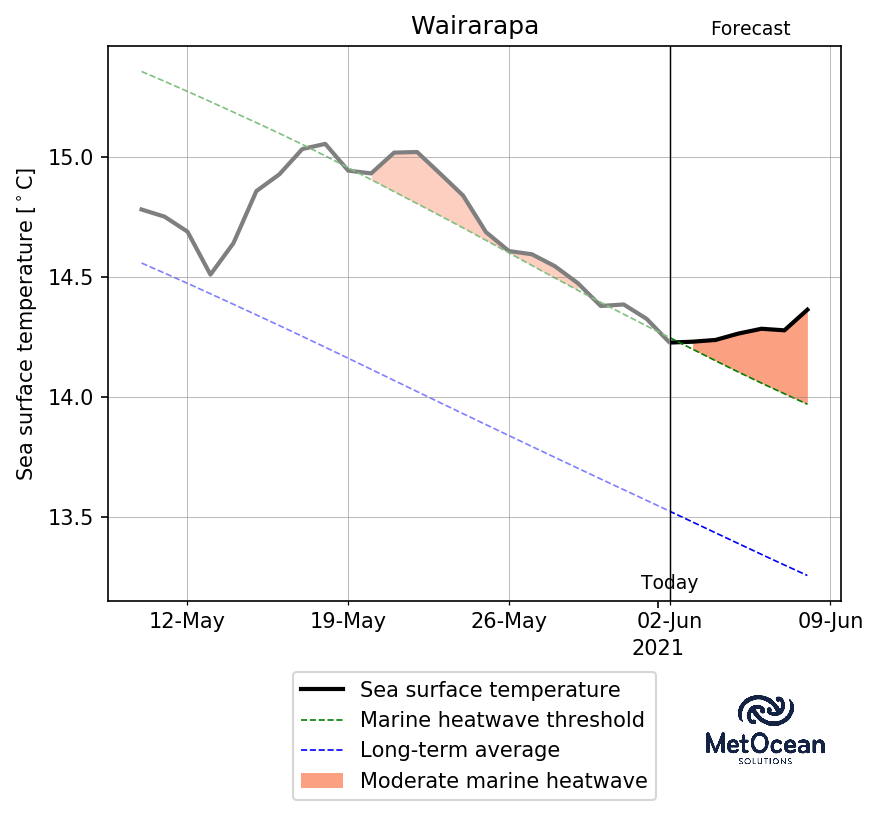 Wairarapa
Forecast
Sea surface temperature [°C]
15.0
14.5
14.0
13.5
Today
12-May
19-May
26-May
02-Jun
09-Jun
2021
Sea surface temperature
Marine heatwave threshold
Long-term average
Moderate marine heatwave
MetOcean
SOLUTIONS